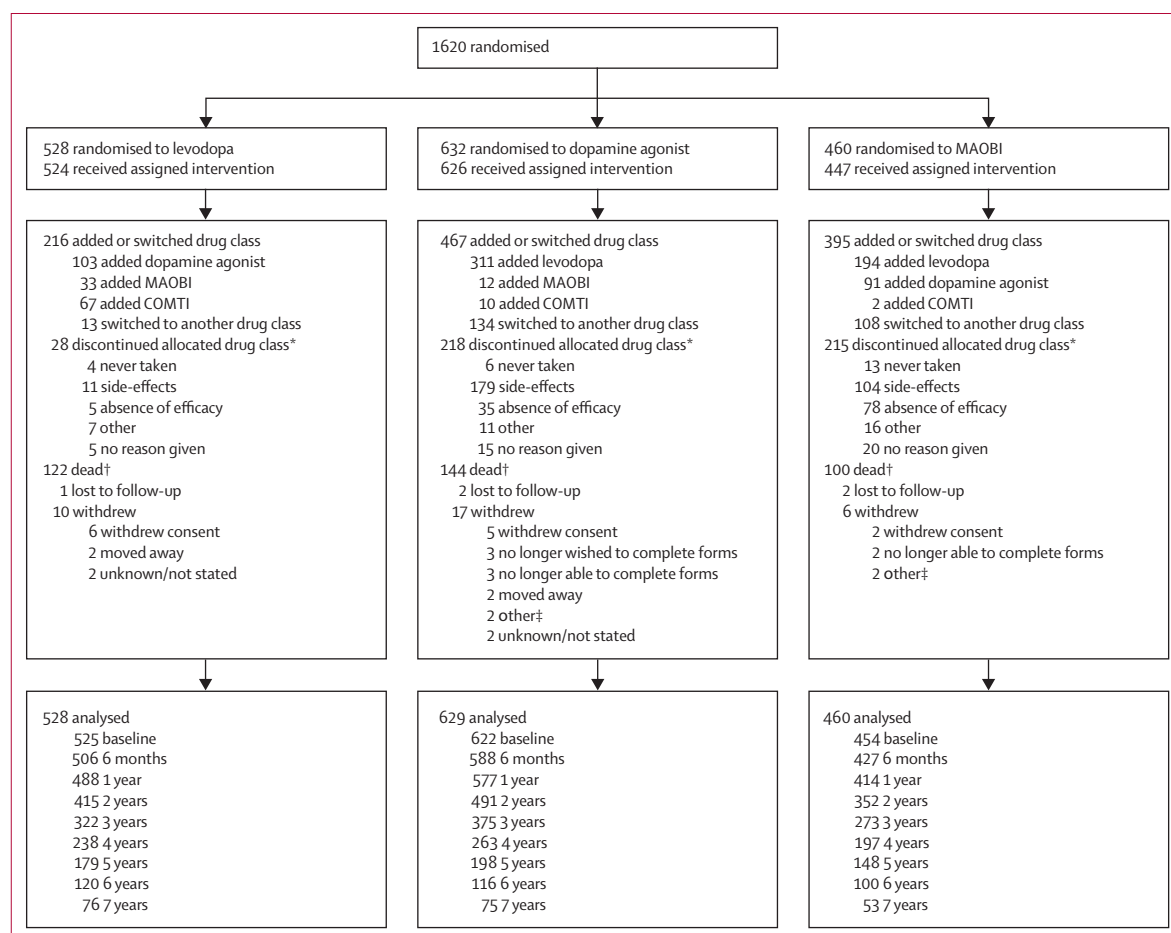 1620 randomised
528 randomised to levodopa
524 received assigned intervention
632 randomised to dopamine agonist
626 received assigned intervention
460 randomised to MAOBI
447 received assigned intervention
216 added or switched drug class
103 added dopamine agonist
33 added MAOBI
67 added COMTI
13 switched to another drug class
28 discontinued allocated drug class*
4 never taken
11 side-effects
5 absence of efficacy
7 other
5 no reason given
122 dead†
1 lost to follow-up
10 withdrew
6 withdrew consent
2 moved away
2 unknown/not stated
467 added or switched drug class
311 added levodopa
12 added MAOBI
10 added COMTI
134 switched to another drug class
218 discontinued allocated drug class*
6 never taken
179 side-effects
35 absence of efficacy
11 other
15 no reason given
144 dead†
2 lost to follow-up
17 withdrew
5 withdrew consent
3 no longer wished to complete forms
3 no longer able to complete forms
2 moved away
2 other‡
2 unknown/not stated
395 added or switched drug class
194 added levodopa
91 added dopamine agonist
2 added COMTI
108 switched to another drug class
215 discontinued allocated drug class*
13 never taken
104 side-effects
78 absence of efficacy
16 other
20 no reason given
100 dead†
2 lost to follow-up
6 withdrew
2 withdrew consent
2 no longer able to complete forms
2 other‡
528 analysed
525 baseline
506 6 months
488 1 year
415 2 years
322 3 years
238 4 years
179 5 years
120 6 years
76 7 years
629 analysed
622 baseline
588 6 months
577 1 year
491 2 years
375 3 years
263 4 years
198 5 years
116 6 years
75 7 years
460 analysed
454 baseline
427 6 months
414 1 year
352 2 years
273 3 years
197 4 years
148 5 years
100 6 years
53 7 years